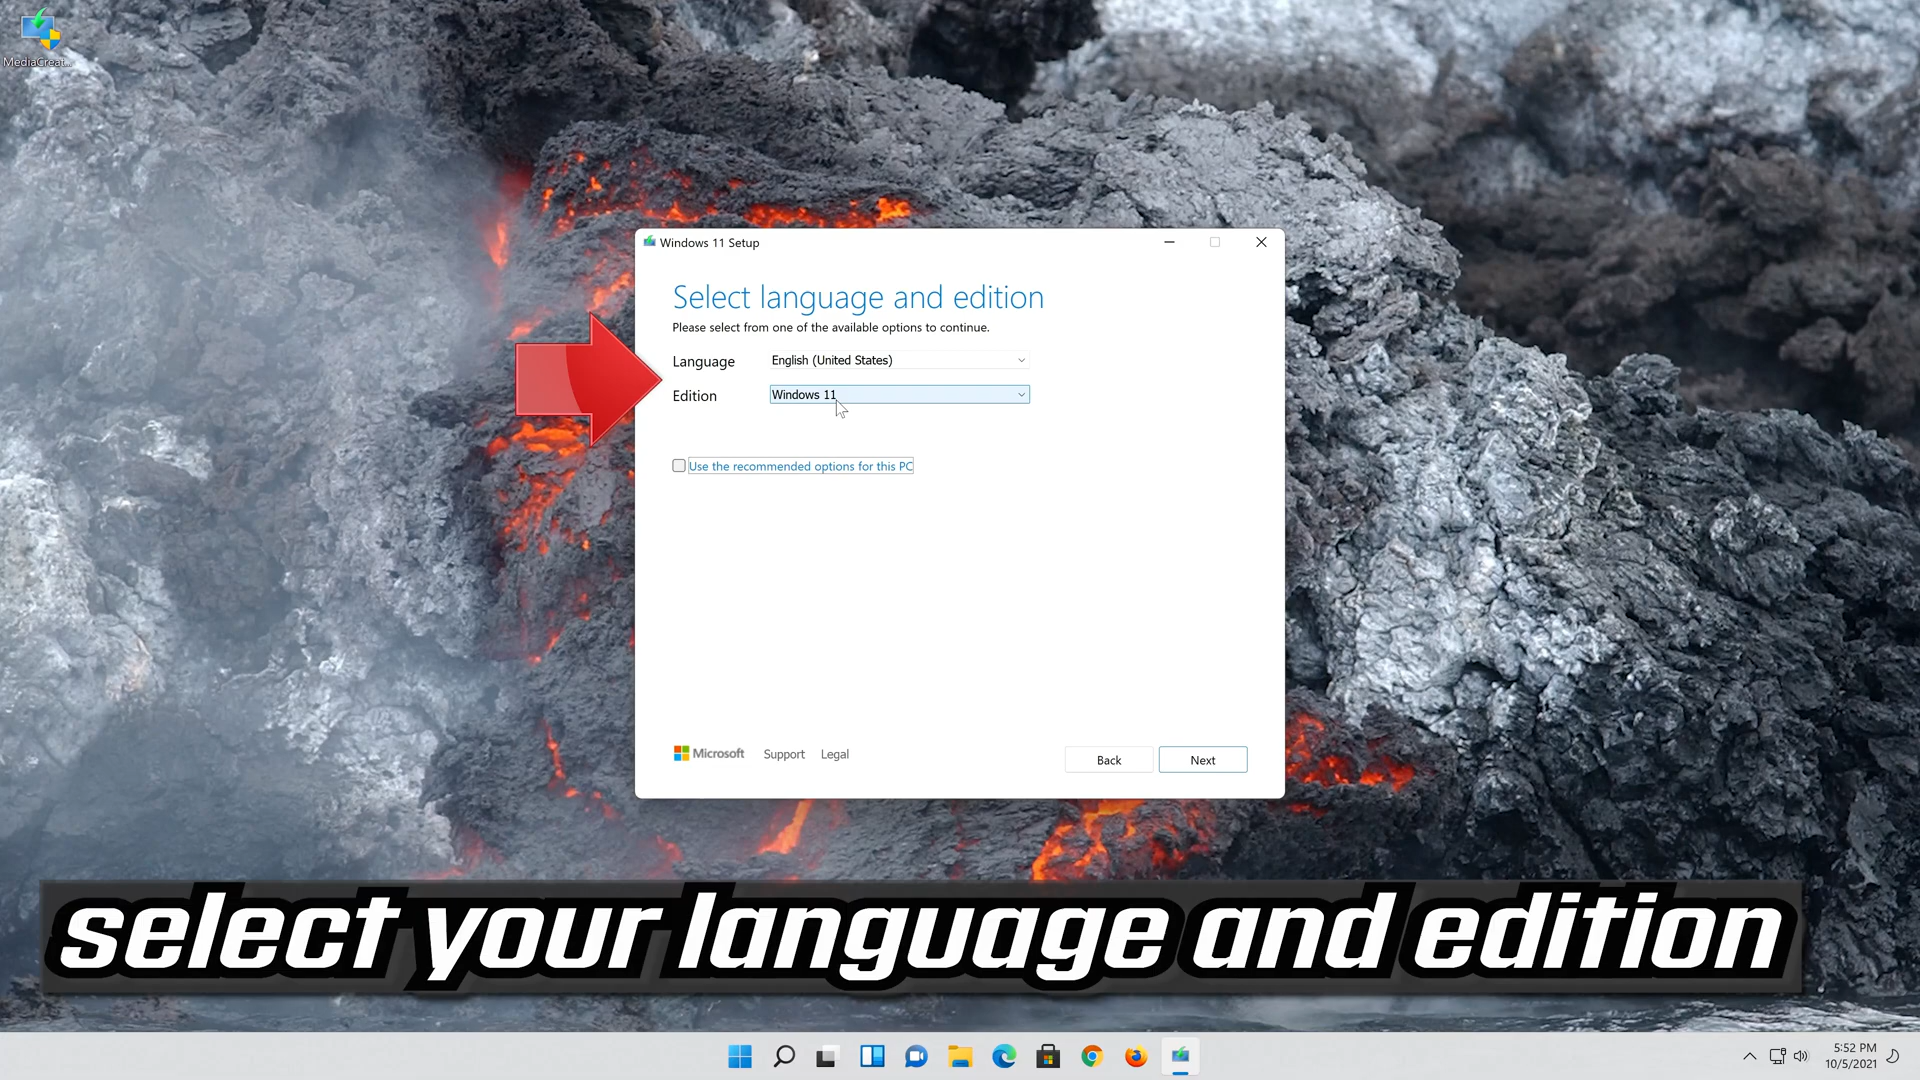 MediaCreat...
Windows 11 Setup
Select language and edition
Please select from one of the available options to continue.
Language English (United States)
Edition Windows 11
Use the recommended options for this PC
Microsoft Support Legal
Back Next
select your language and edition
5:52 PM
10/5/2021